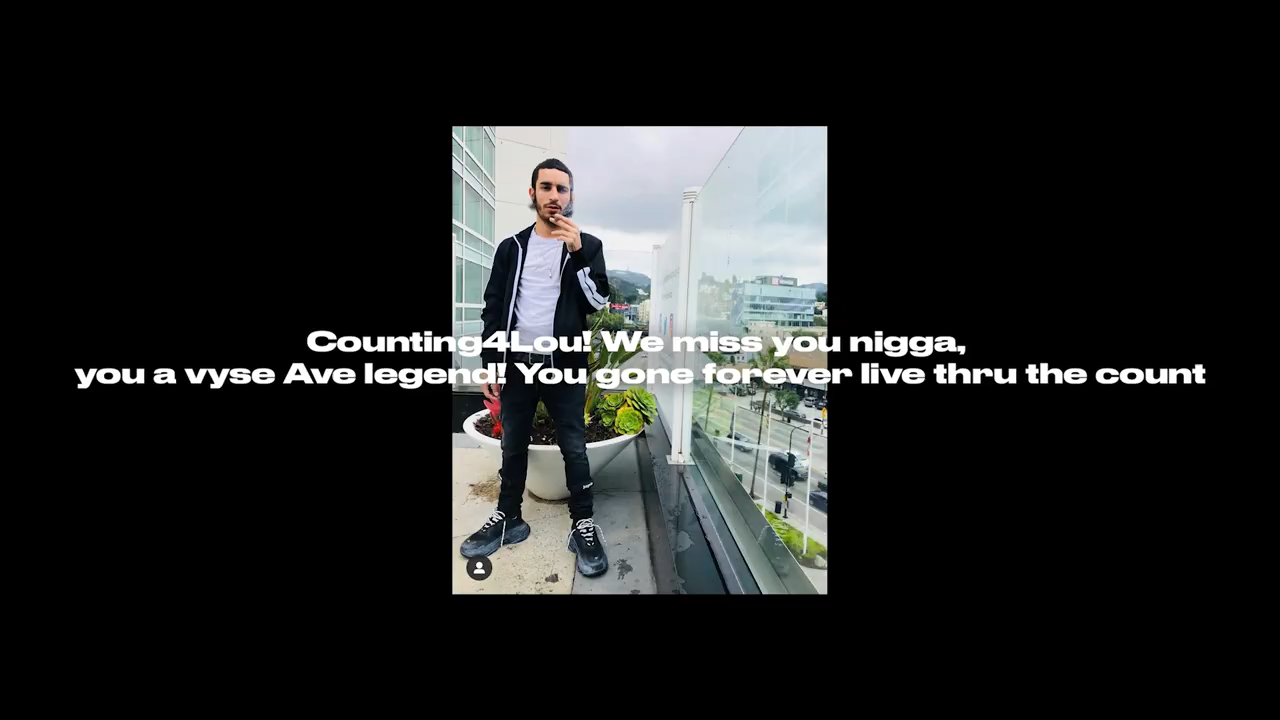 Counting4Lou! We miss you nigga,
you a vyse Ave legend! You gone forever live thru the count